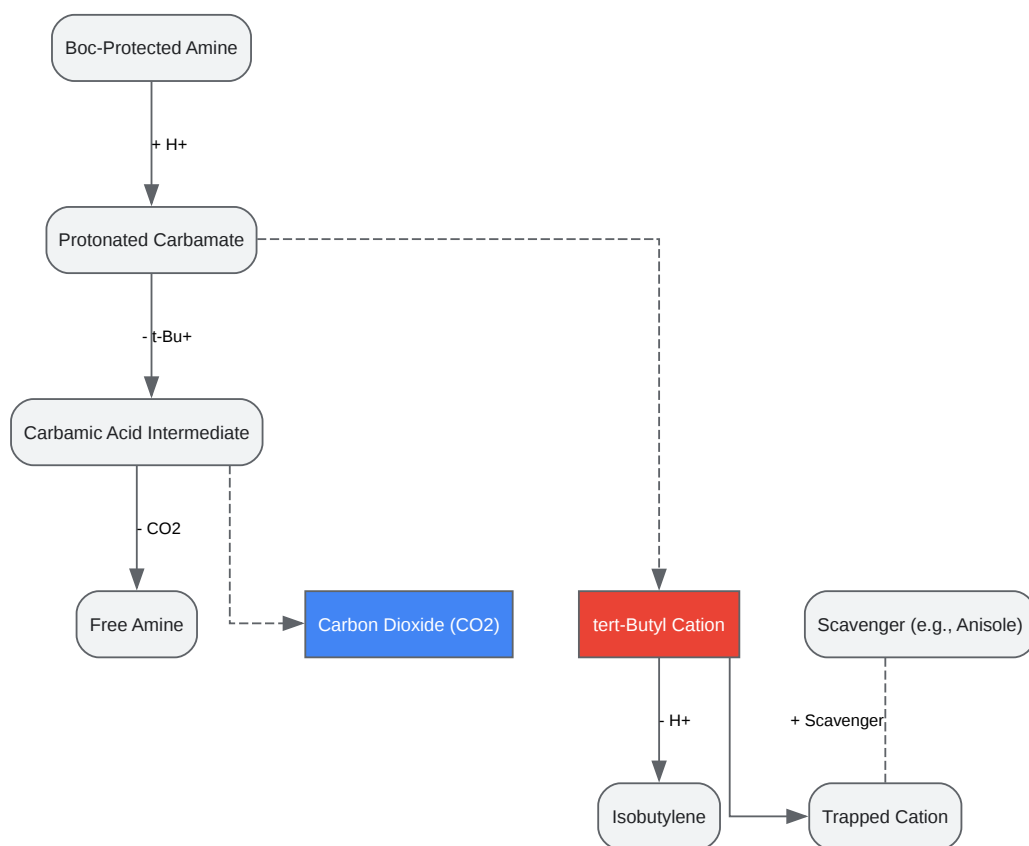 Boc-Protected Amine
+ H+
Protonated Carbamate
- t-Bu+
Carbamic Acid Intermediate
- CO2
Free Amine
Carbon Dioxide (CO2)
tert-Butyl Cation
Scavenger (e.g., Anisole)
- H+
+ Scavenger
Isobutylene
Trapped Cation